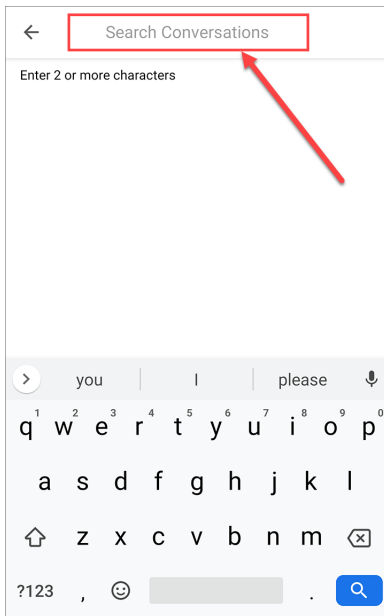 Search Conversations
Enter 2 or more characters
you I please
1 2 3 4 5 6 7 8 9 0
q w e r t y u i o p
a s d f g h j k l
z x c v b n m
?123 , .